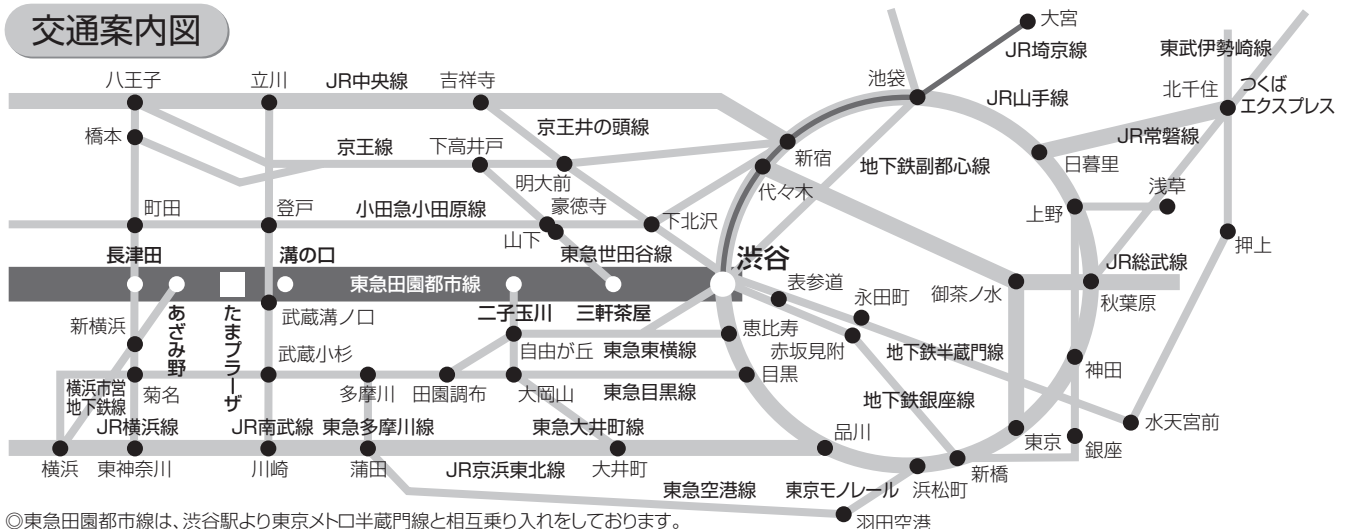 交通案内図
大宮
JR埼京線
東武伊勢崎線
八王子
立川
JR中央線
吉祥寺
池袋
JR山手線
北千住
つくば
エクスプレス
橋本
京王線
下高井戸
京王井の頭線
新宿
地下鉄副都心線
JR常磐線
日暮里
浅草
明大前
代々木
町田
登戸
小田急小田原線
豪徳寺
山下
下北沢
上野
押上
長津田
溝の口
東急世田谷線
渋谷
JR総武線
東急田園都市線
表参道
永田町
御茶ノ水
秋葉原
新横浜
あざみ野
たまプラーザ
武蔵溝ノ口
二子玉川
三軒茶屋
恵比寿
赤坂見附
地下鉄半蔵門線
武蔵小杉
自由が丘
東急東横線
目黒
神田
横浜市営
地下鉄線
菊名
多摩川
田園調布
大岡山
東急目黒線
地下鉄銀座線
水天宮前
JR横浜線
JR南武線
東急多摩川線
東急大井町線
品川
東京
銀座
横浜
東神奈川
川崎
蒲田
JR京浜東北線
大井町
新橋
東急空港線
東京モノレール
浜松町
羽田空港
◎東急田園都市線は、渋谷駅より東京メトロ半蔵門線と相互乗り入れをしております。